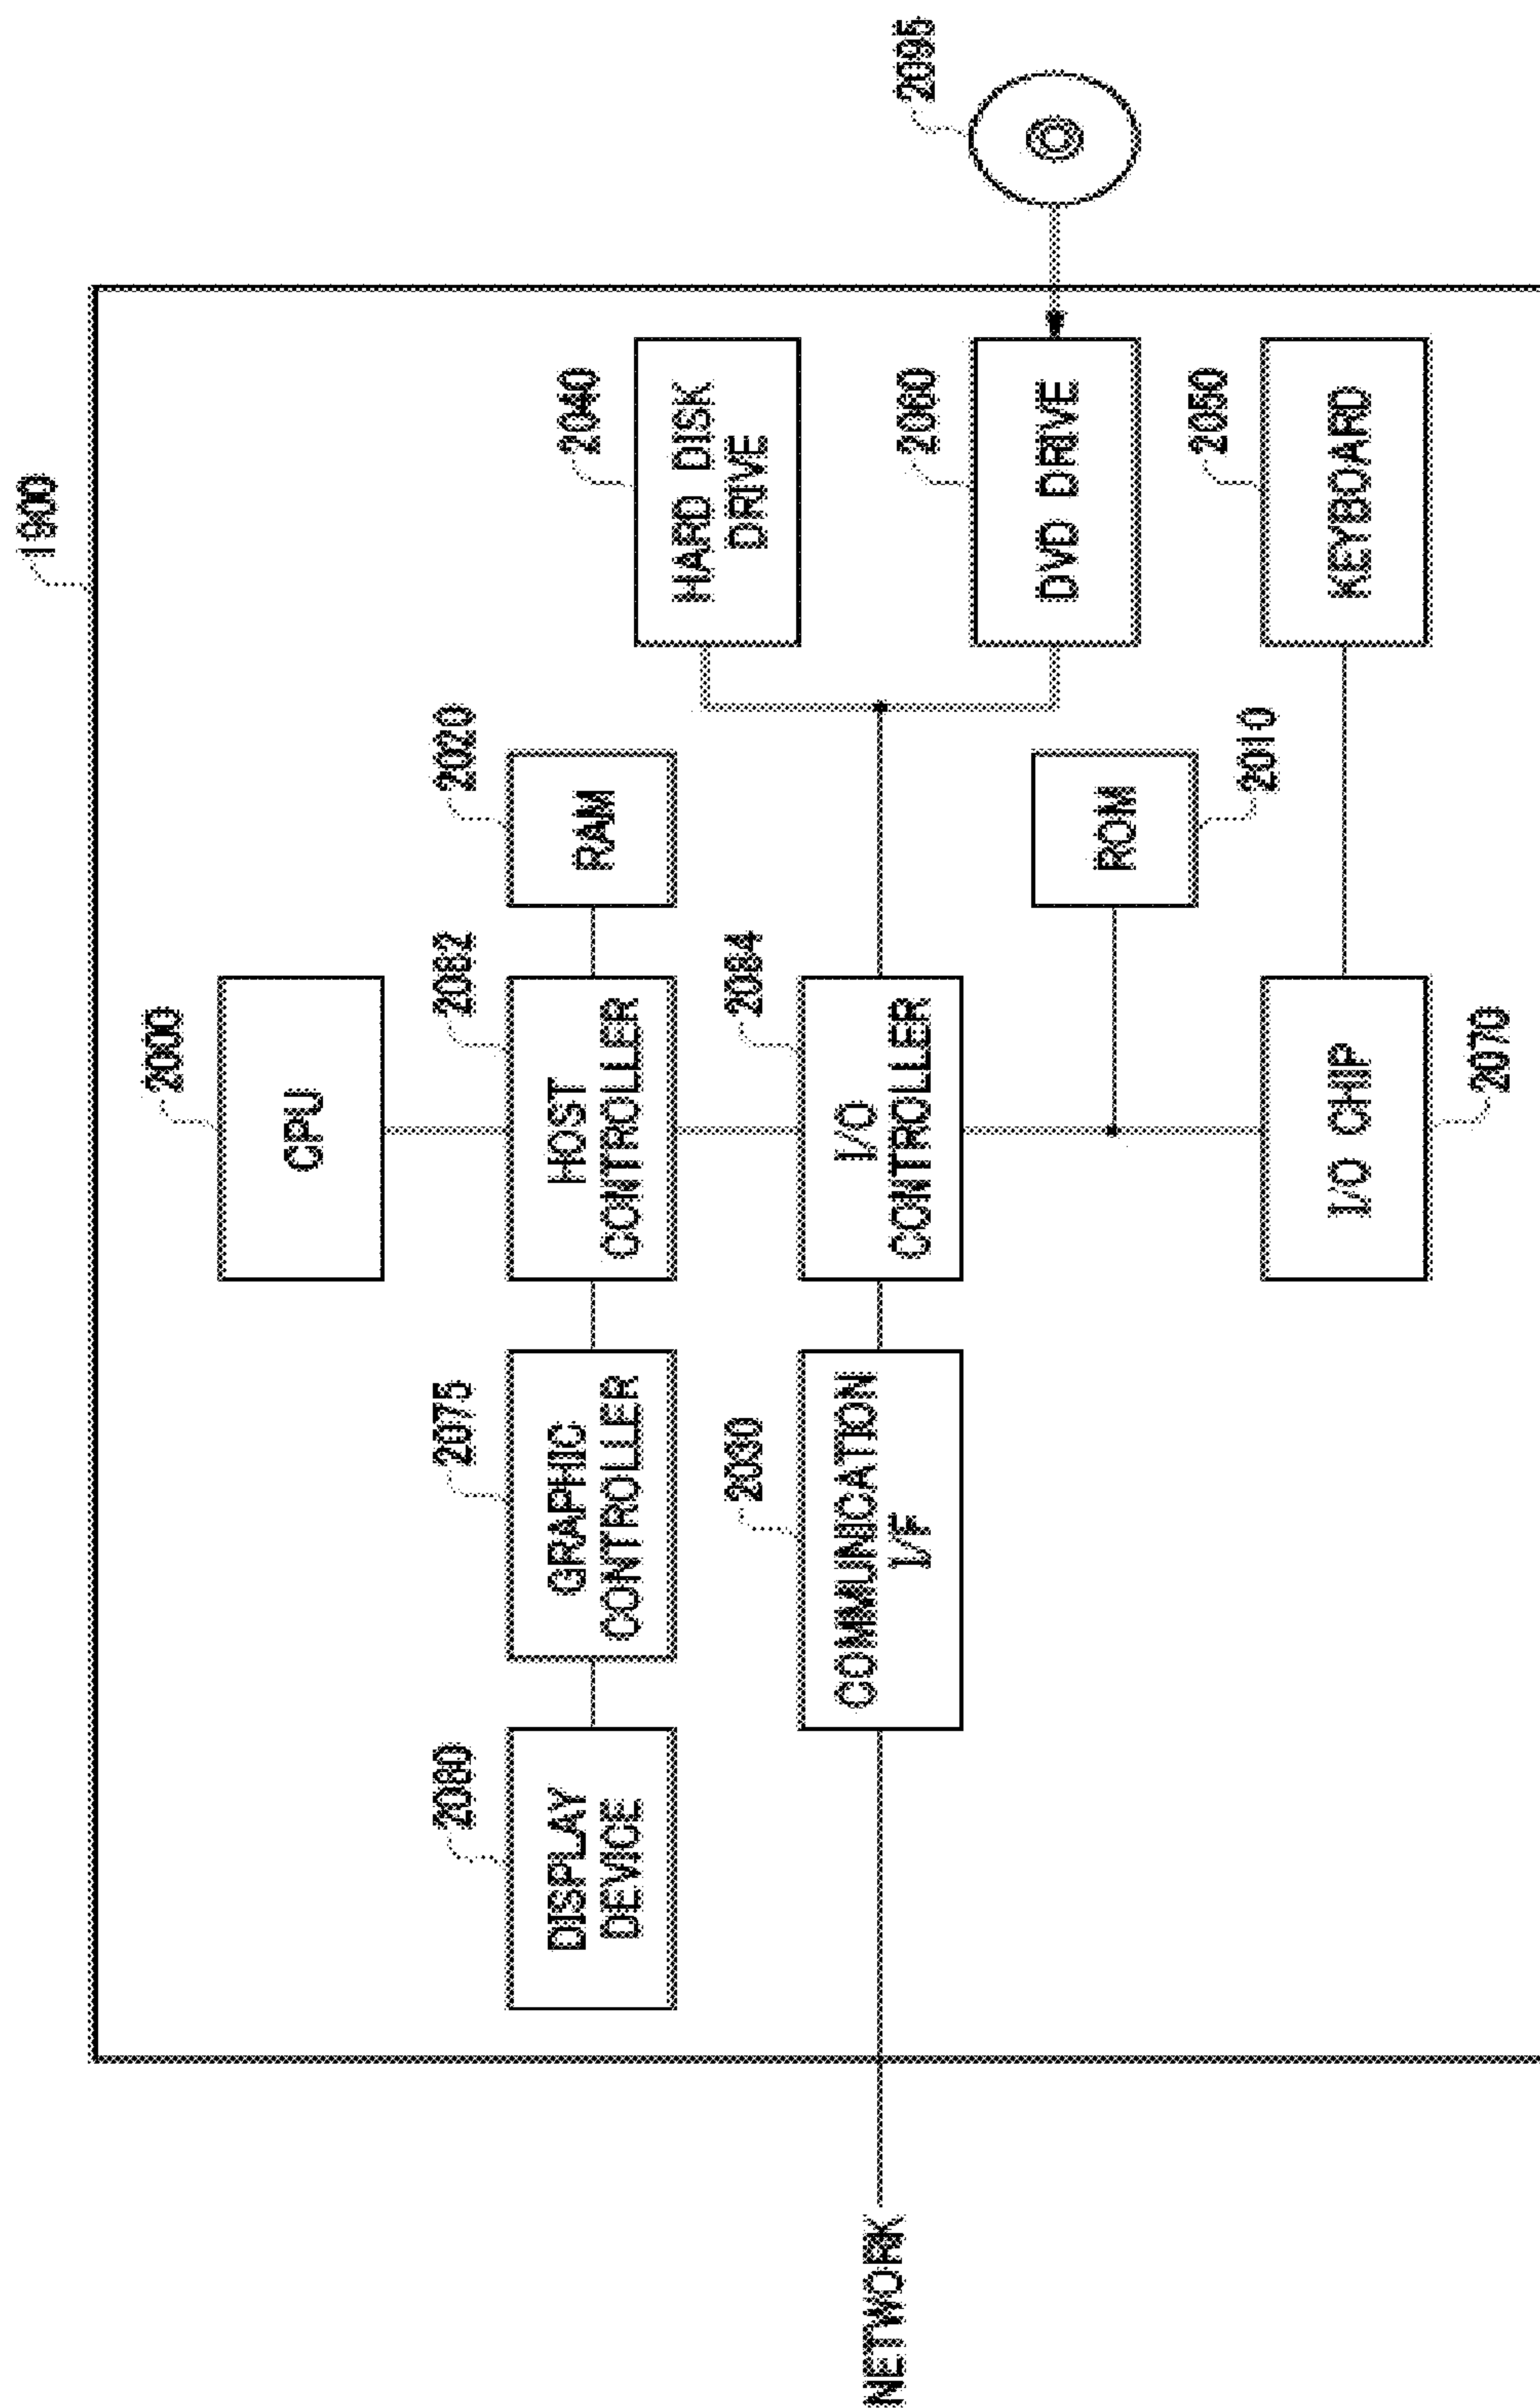 1900
2000
CPU
2080
DISPLAY
DEVICE
2075
GRAPHIC
CONTROLLER
2082
HOST
CONTROLLER
2020
RAM
2040
HARD DISK
DRIVE
2030
COMMUNICATION
I/F
2084
I/O
CONTROLLER
NETWORK
2095
2060
DVD DRIVE
ROM
2010
2050
KEYBOARD
I/O CHIP
2070